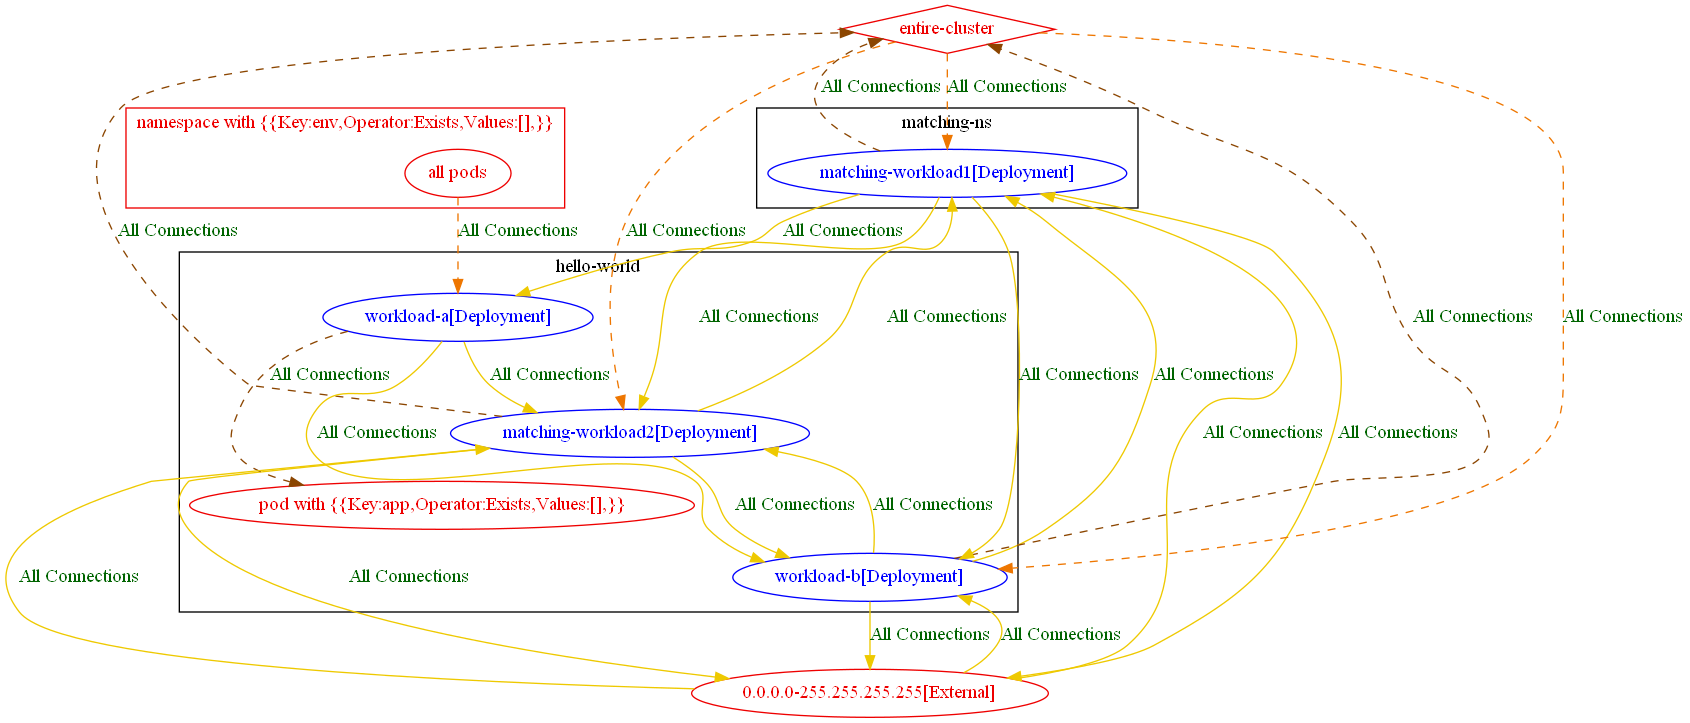 entire-cluster
All Connections
All Connections
namespace with {{Key:env,Operator:Exists,Values:[],}}
matching-ns
all pods
matching-workload1[Deployment]
All Connections
All Connections
All Connections
All Connections
hello-world
workload-a[Deployment]
All Connections
All Connections
All Connections
All Connections
All Connections
All Connections
All Connections
All Connections
All Connections
All Connections
matching-workload2[Deployment]
All Connections
All Connections
pod with {{Key:app,Operator:Exists,Values:[],}}
All Connections
All Connections
All Connections
All Connections
workload-b[Deployment]
All Connections
All Connections
0.0.0.0-255.255.255.255[External]